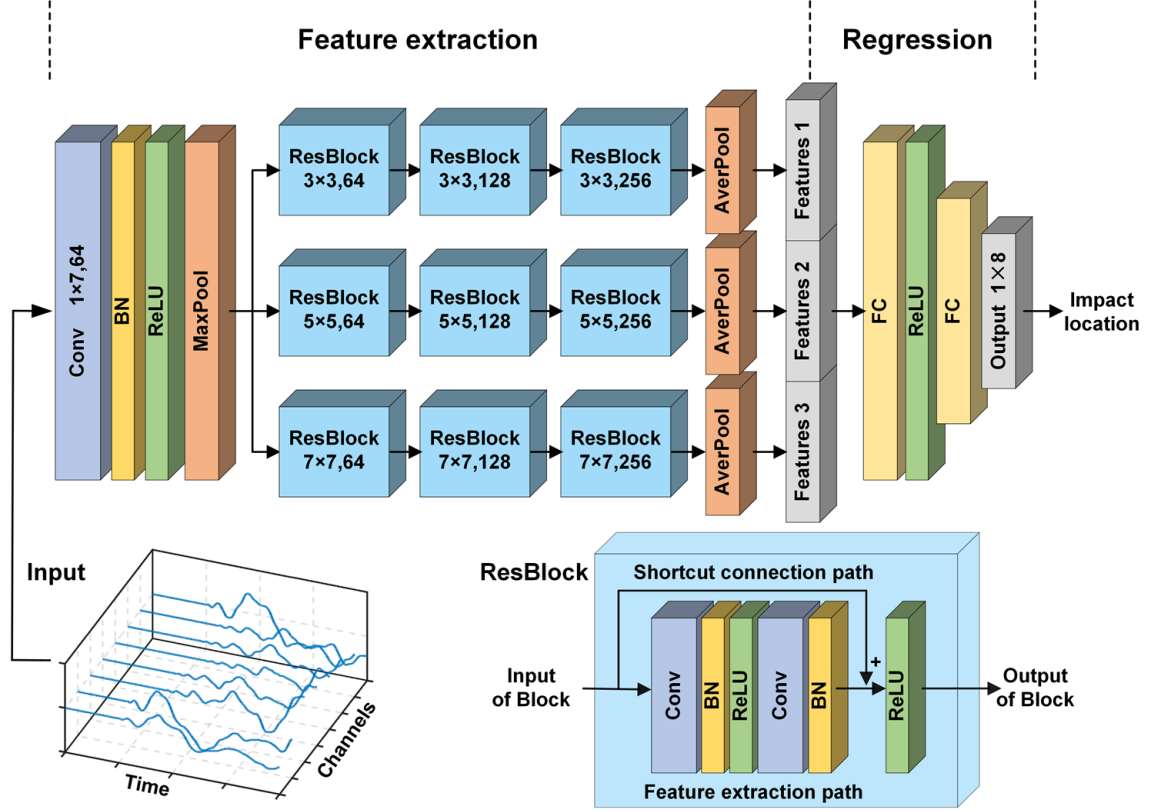 Feature extraction
Regression
Conv 1×7,64
BN
ReLU
MaxPool
ResBlock
3×3,64
ResBlock
3×3,128
ResBlock
3×3,256
AverPool
Features 1
ResBlock
5×5,64
ResBlock
5×5,128
ResBlock
5×5,256
AverPool
Features 2
ResBlock
7×7,64
ResBlock
7×7,128
ResBlock
7×7,256
AverPool
Features 3
FC
ReLU
FC
Output 1×8
Impact
location
Input
Time
Channels
ResBlock
Shortcut connection path
Input
of Block
Conv
BN
ReLU
Conv
BN
+
ReLU
Output
of Block
Feature extraction path